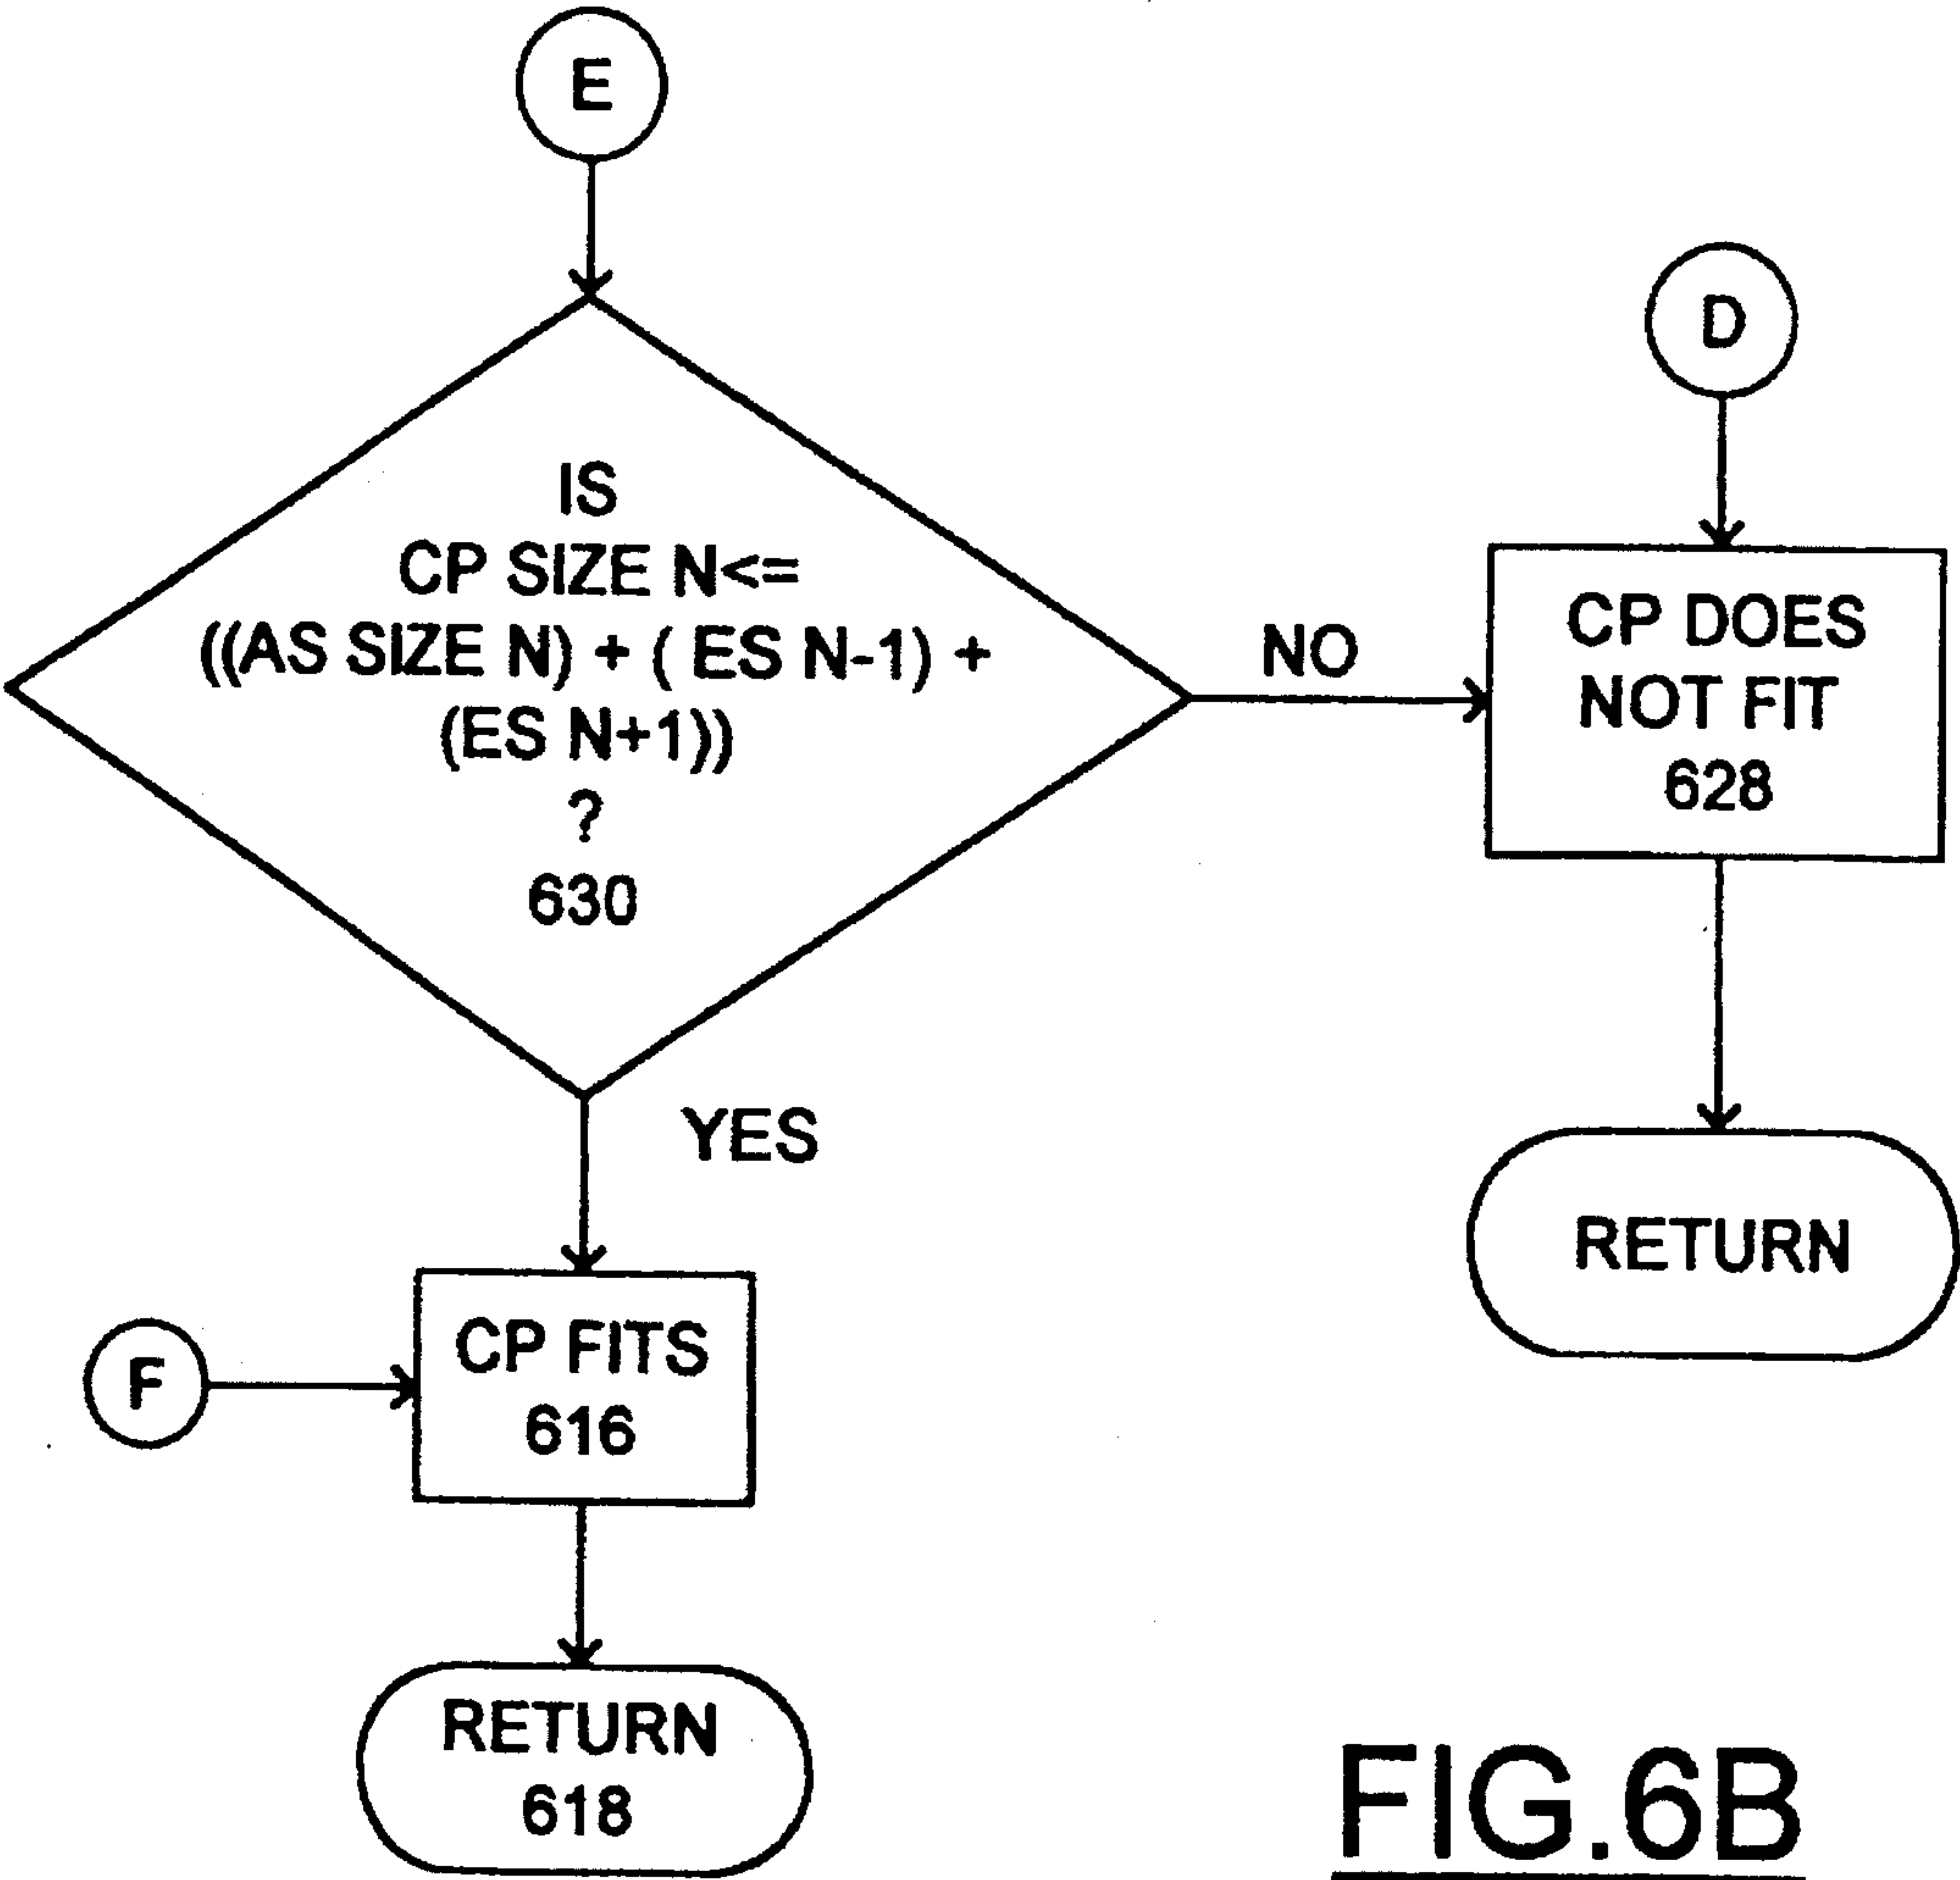 E
IS
CP SIZE N<=
((AS SIZE N) + ( ES N-1) +
(ES N+1))
?
630
NO
YES
D
CP DOES
NOT FIT
628
RETURN
F
CP FITS
616
RETURN
618
FIG.6B